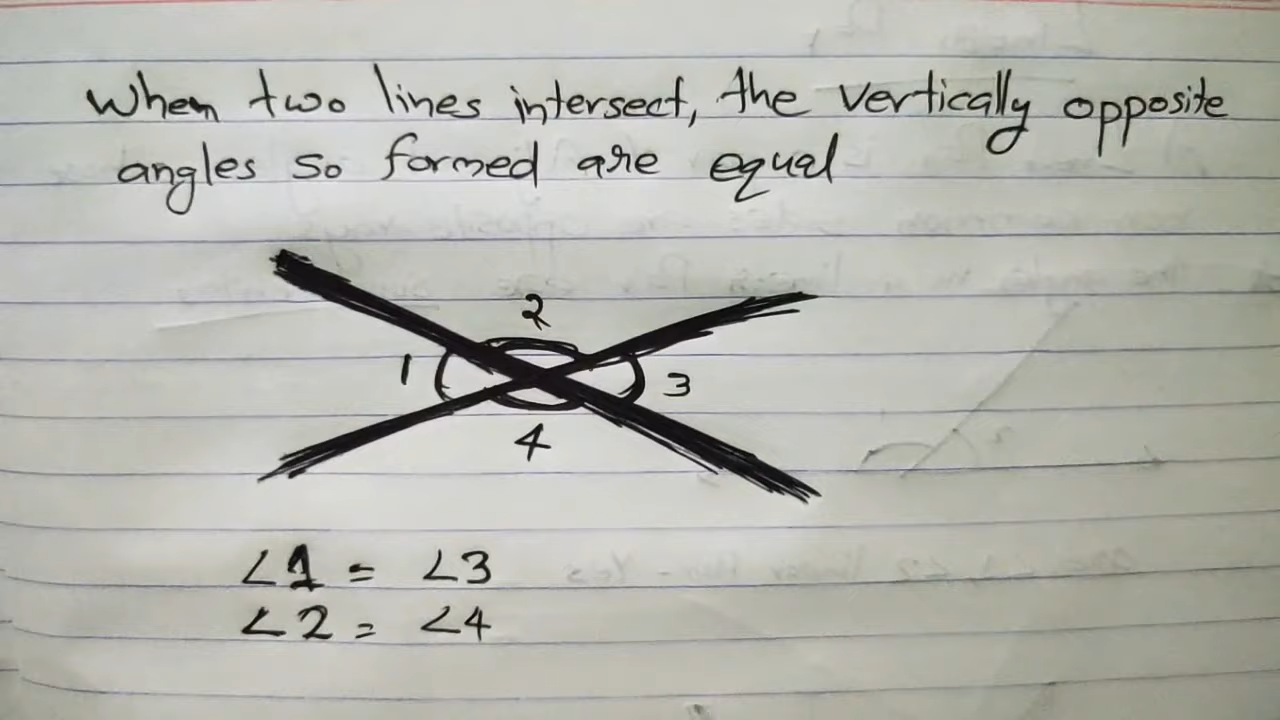 When two lines intersect, the vertically opposite
angles so formed are equal
2
1
3
4
∠1 = ∠3
∠2 = ∠4